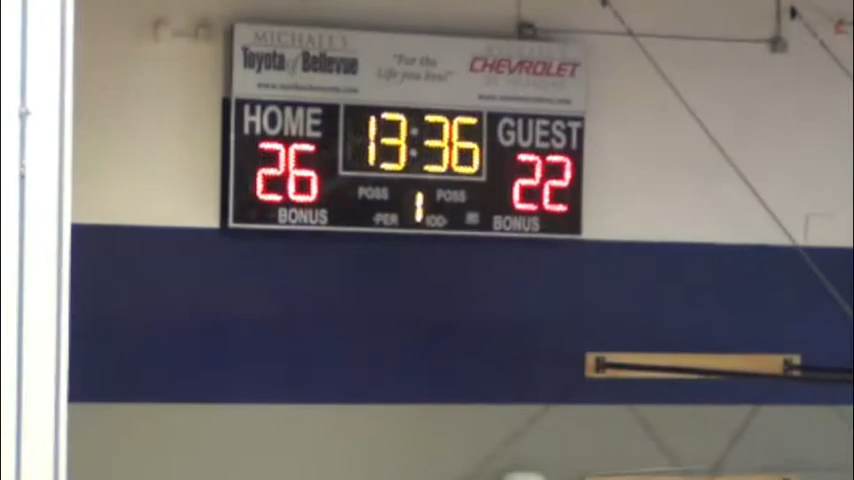 MICHAEL'S
Toyota of Bellevue
"For the
Life you live!"
CHEVROLET
HOME 13:36 GUEST
26 22
POSS POSS
BONUS PER 1 IOD BONUS